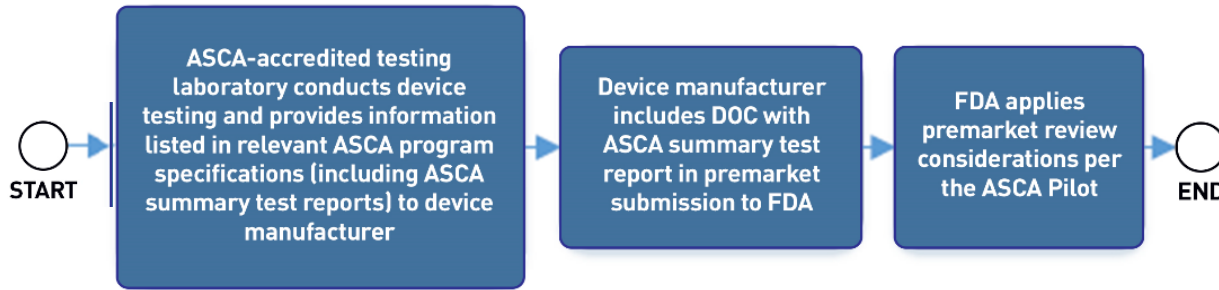 START
ASCA-accredited testing
laboratory conducts device
testing and provides information
listed in relevant ASCA program
specifications (including ASCA
summary test reports) to device
manufacturer
Device manufacturer
includes DOC with
ASCA summary test
report in premarket
submission to FDA
FDA applies
premarket review
considerations per
the ASCA Pilot
END